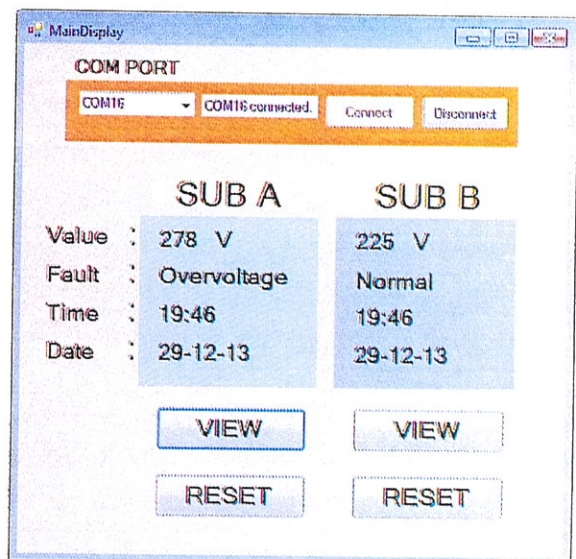 MainDisplay
COM PORT
COM16 COM16 connected. Connect Disconnect
SUB A SUB B
Value : 278 V 225 V
Fault : Overvoltage Normal
Time : 19:46 19:46
Date : 29-12-13 29-12-13
VIEW VIEW
RESET RESET